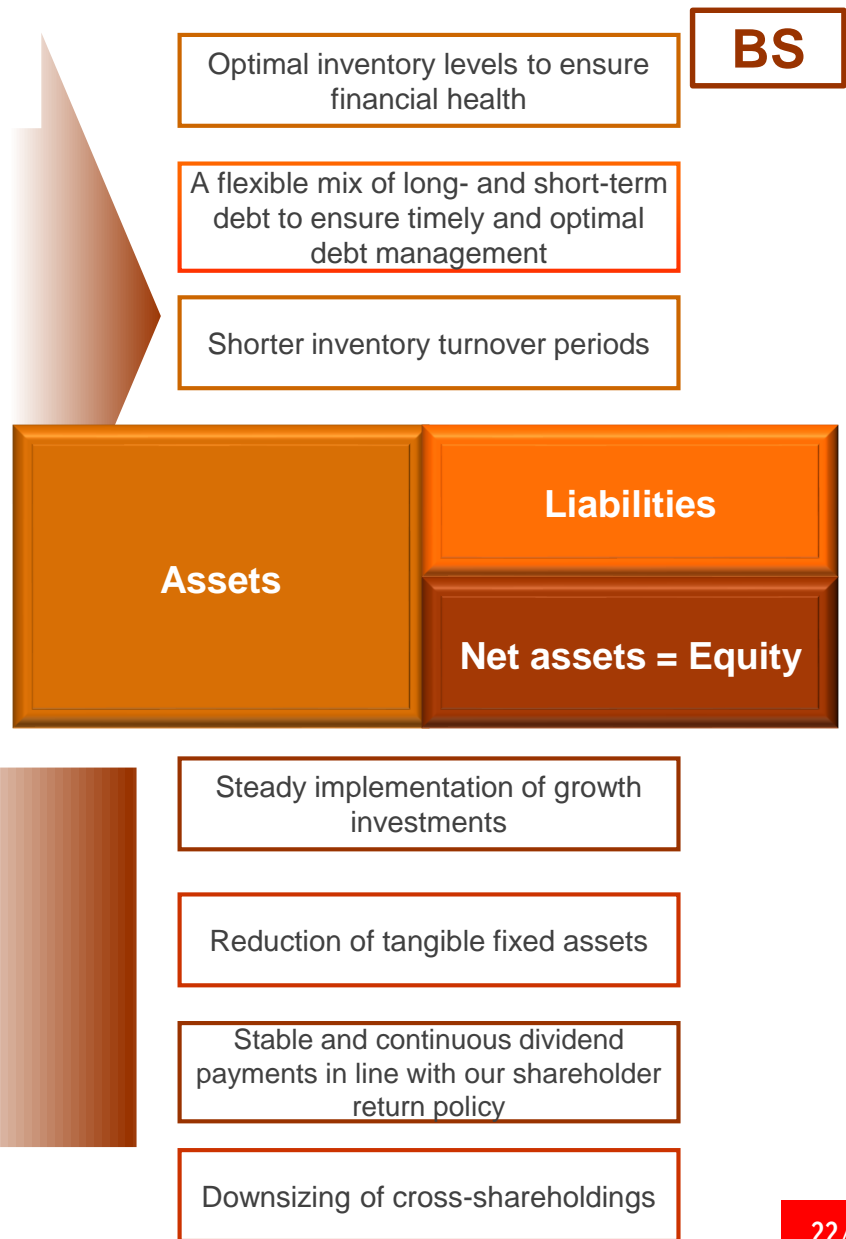 BS
Optimal inventory levels to ensure
financial health
A flexible mix of long- and short-term
debt to ensure timely and optimal
debt management
Shorter inventory turnover periods
Assets
Liabilities
Net assets = Equity
Steady implementation of growth
investments
Reduction of tangible fixed assets
Stable and continuous dividend
payments in line with our shareholder
return policy
Downsizing of cross-shareholdings
22